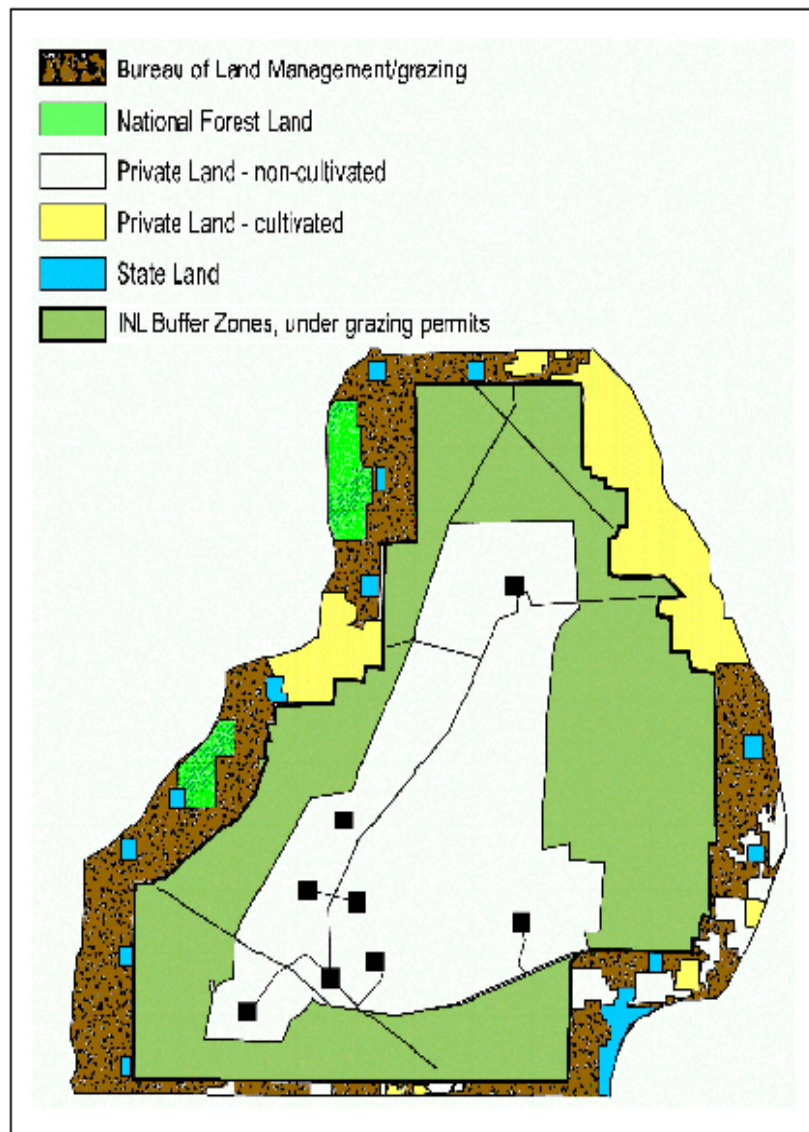 Bureau of Land Management/grazing
National Forest Land
Private Land - non-cultivated
Private Land - cultivated
State Land
INL Buffer Zones, under grazing permits